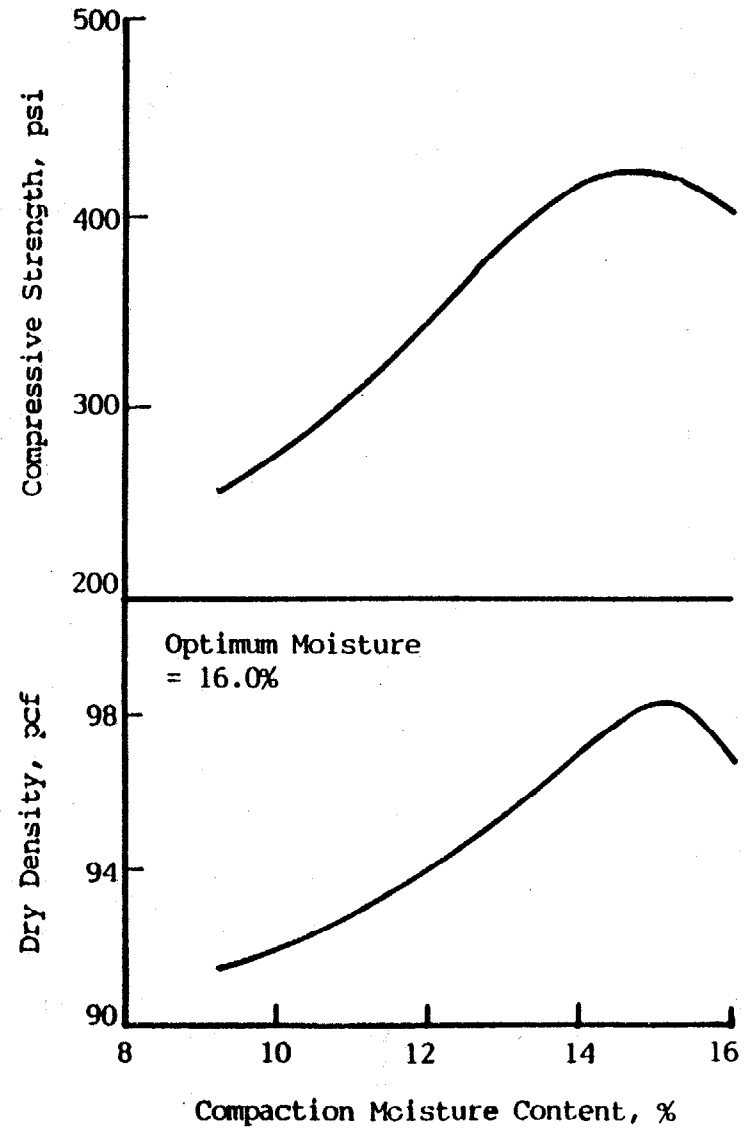 500
Compressive Strength, psi
400
300
200
Optimum Moisture
= 16.0%
98
Dry Density, pcf
94
90
8 10 12 14 16
Compaction Moisture Content, %